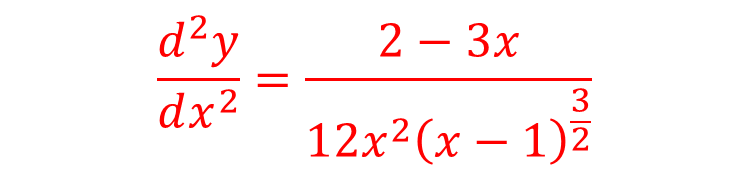 d²y/dx² = (2 − 3x)/(12x²(x − 1)^(3/2))